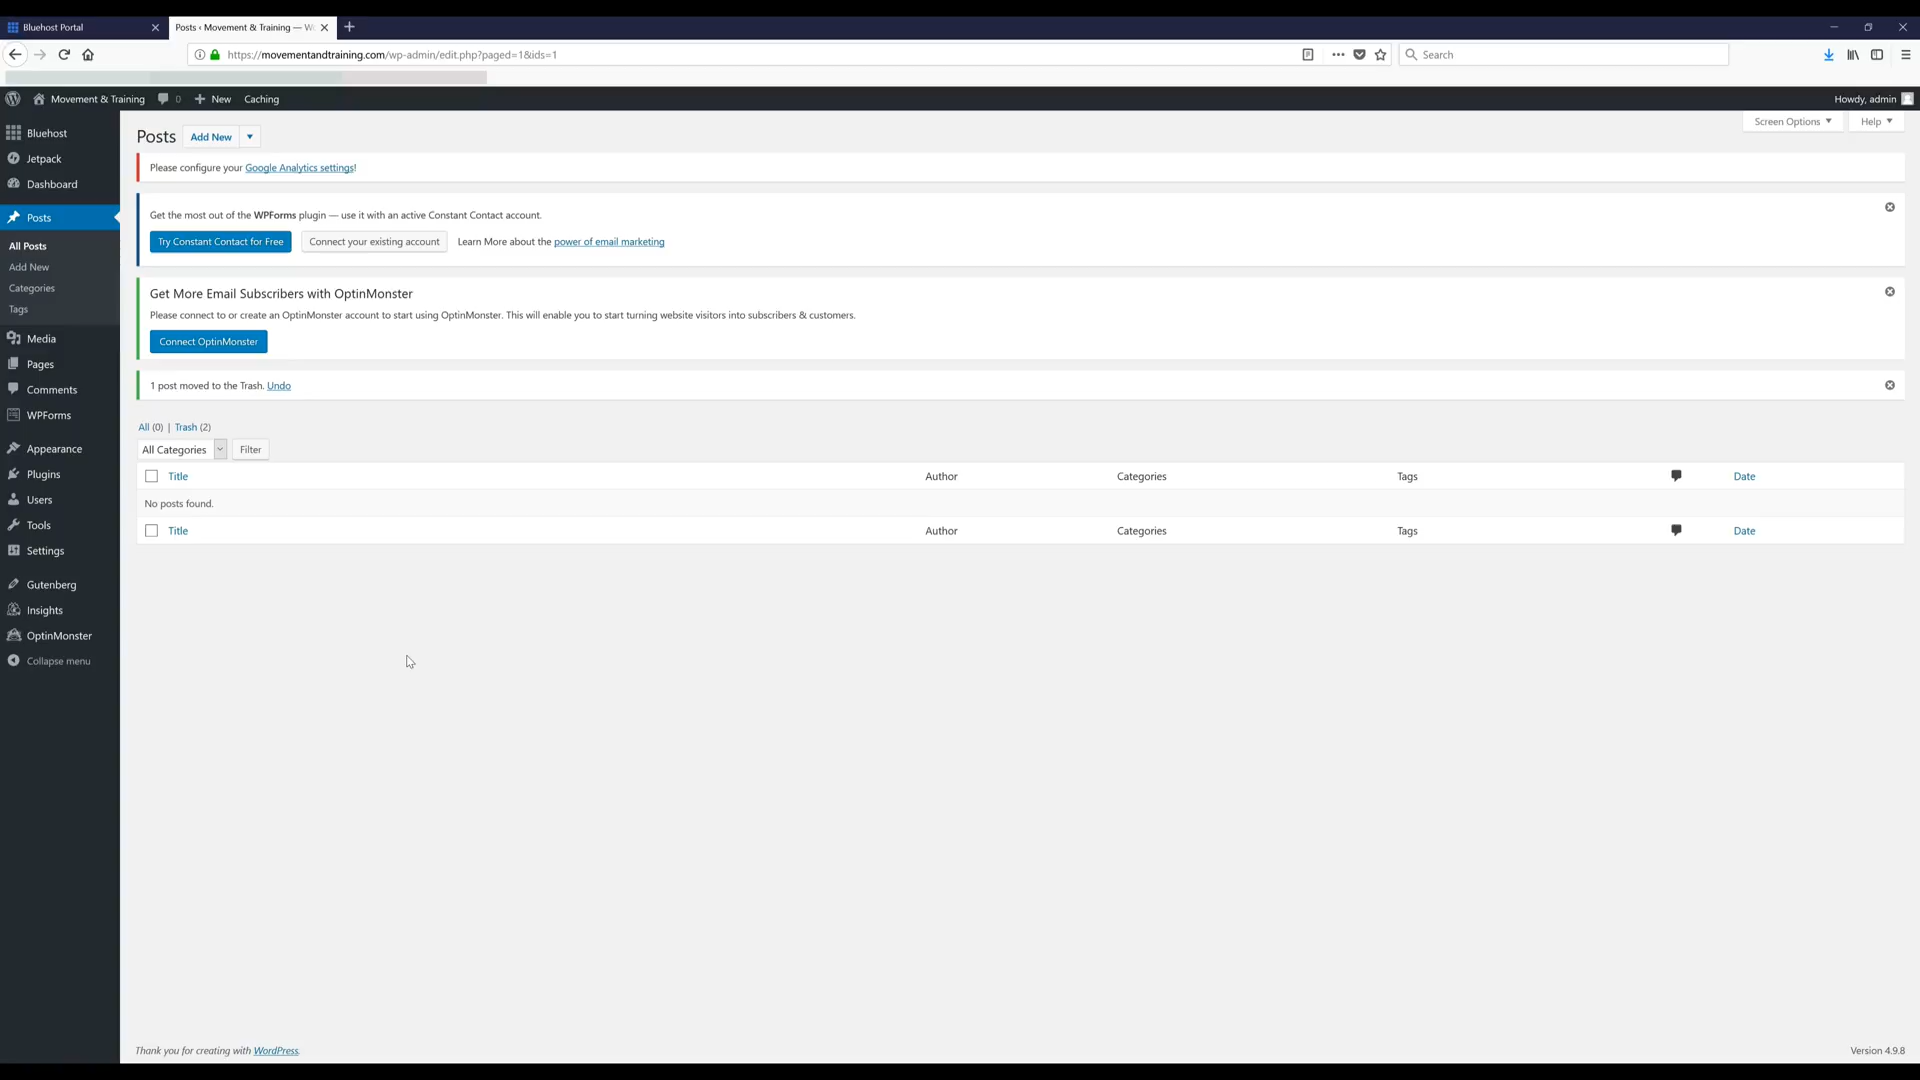 Bluehost Portal
Posts ‹ Movement & Training — W
https://movementandtraining.com/wp-admin/edit.php?paged=1&ids=1
Search
Movement & Training
0
New
Caching
Howdy, admin
Bluehost
Jetpack
Dashboard
Posts
All Posts
Add New
Categories
Tags
Media
Pages
Comments
WPForms
Appearance
Plugins
Users
Tools
Settings
Gutenberg
Insights
OptinMonster
Collapse menu
Posts
Add New
Screen Options
Help
Please configure your Google Analytics settings!
Get the most out of the WPForms plugin — use it with an active Constant Contact account.
Try Constant Contact for Free
Connect your existing account
Learn More about the power of email marketing
Get More Email Subscribers with OptinMonster
Please connect to or create an OptinMonster account to start using OptinMonster. This will enable you to start turning website visitors into subscribers & customers.
Connect OptinMonster
1 post moved to the Trash. Undo
All (0) | Trash (2)
All Categories
Filter
Title Author Categories Tags Date
No posts found.
Title Author Categories Tags Date
Thank you for creating with WordPress.
Version 4.9.8